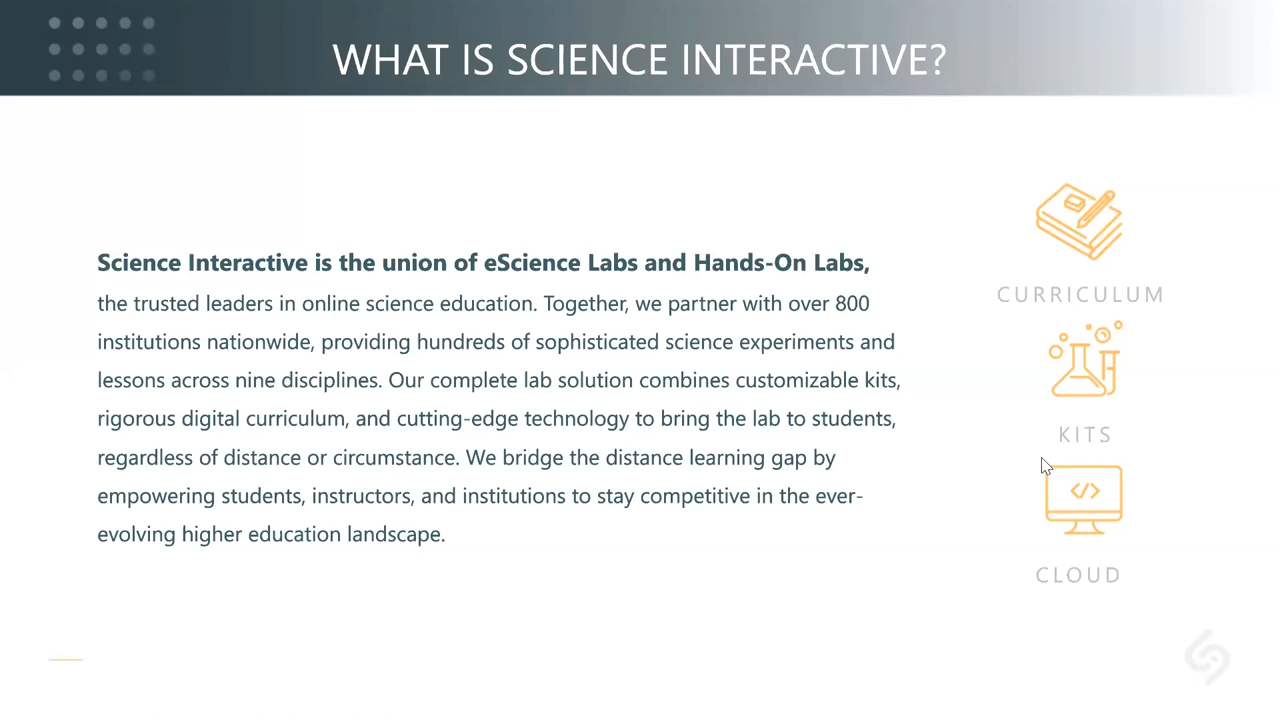 WHAT IS SCIENCE INTERACTIVE?
Science Interactive is the union of eScience Labs and Hands-On Labs,
the trusted leaders in online science education. Together, we partner with over 800
institutions nationwide, providing hundreds of sophisticated science experiments and
lessons across nine disciplines. Our complete lab solution combines customizable kits,
rigorous digital curriculum, and cutting-edge technology to bring the lab to students,
regardless of distance or circumstance. We bridge the distance learning gap by
empowering students, instructors, and institutions to stay competitive in the ever-
evolving higher education landscape.
CURRICULUM
KITS
</>
CLOUD